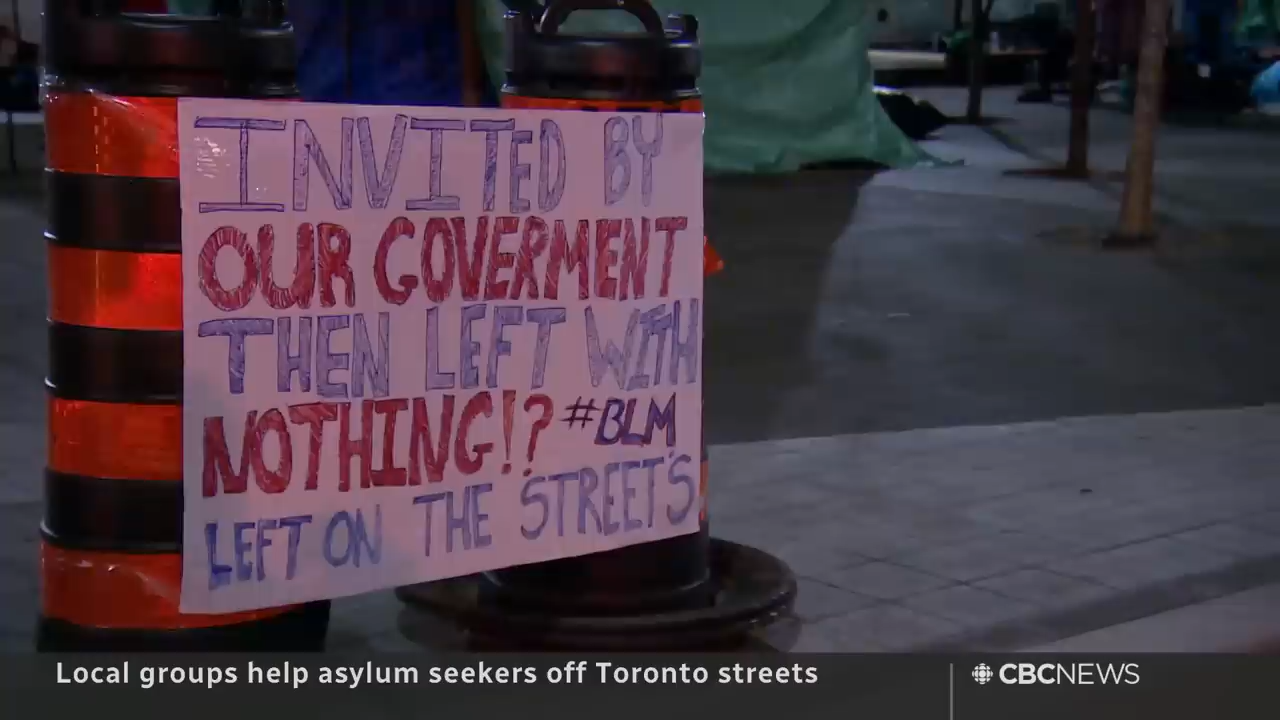 INVITED BY
OUR GOVERMENT
THEN LEFT WITH
NOTHING!? #BLM
LEFT ON THE STREET'S
Local groups help asylum seekers off Toronto streets
CBCNEWS